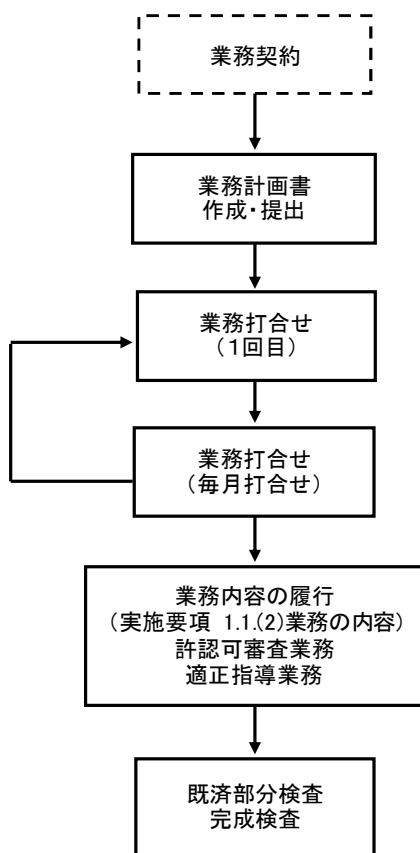 業務契約
業務計画書
作成・提出
業務打合せ
（1回目）
業務打合せ
（毎月打合せ）
業務内容の履行
（実施要項 1.1.(2)業務の内容）
許認可審査業務
適正指導業務
既済部分検査
完成検査